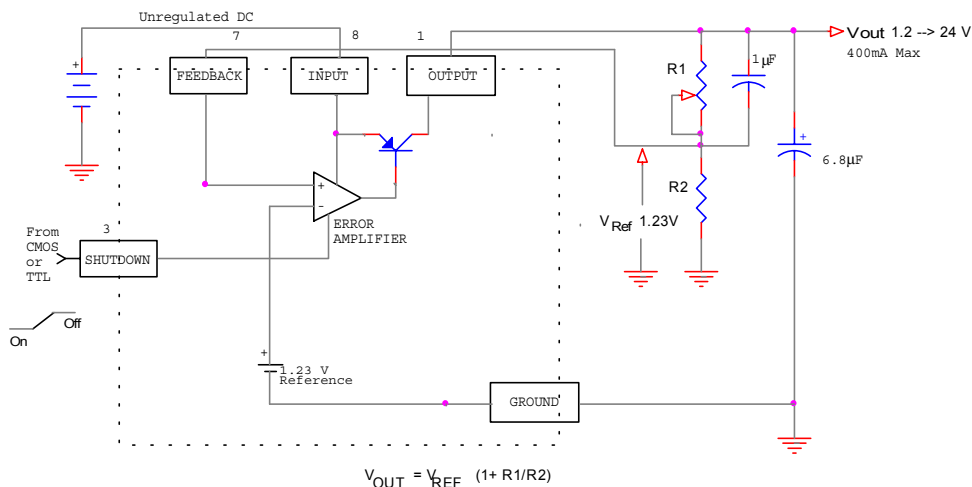 Unregulated DC
7
8
1
FEEDBACK
INPUT
OUTPUT
Vout 1.2 --> 24 V
400mA Max
R1
1µF
+
+
6.8µF
R2
VRef 1.23V
+
−
ERROR
AMPLIFIER
From
CMOS
or
TTL
3
SHUTDOWN
On
Off
+
1.23 V
Reference
GROUND
VOUT = VREF (1+ R1/R2)